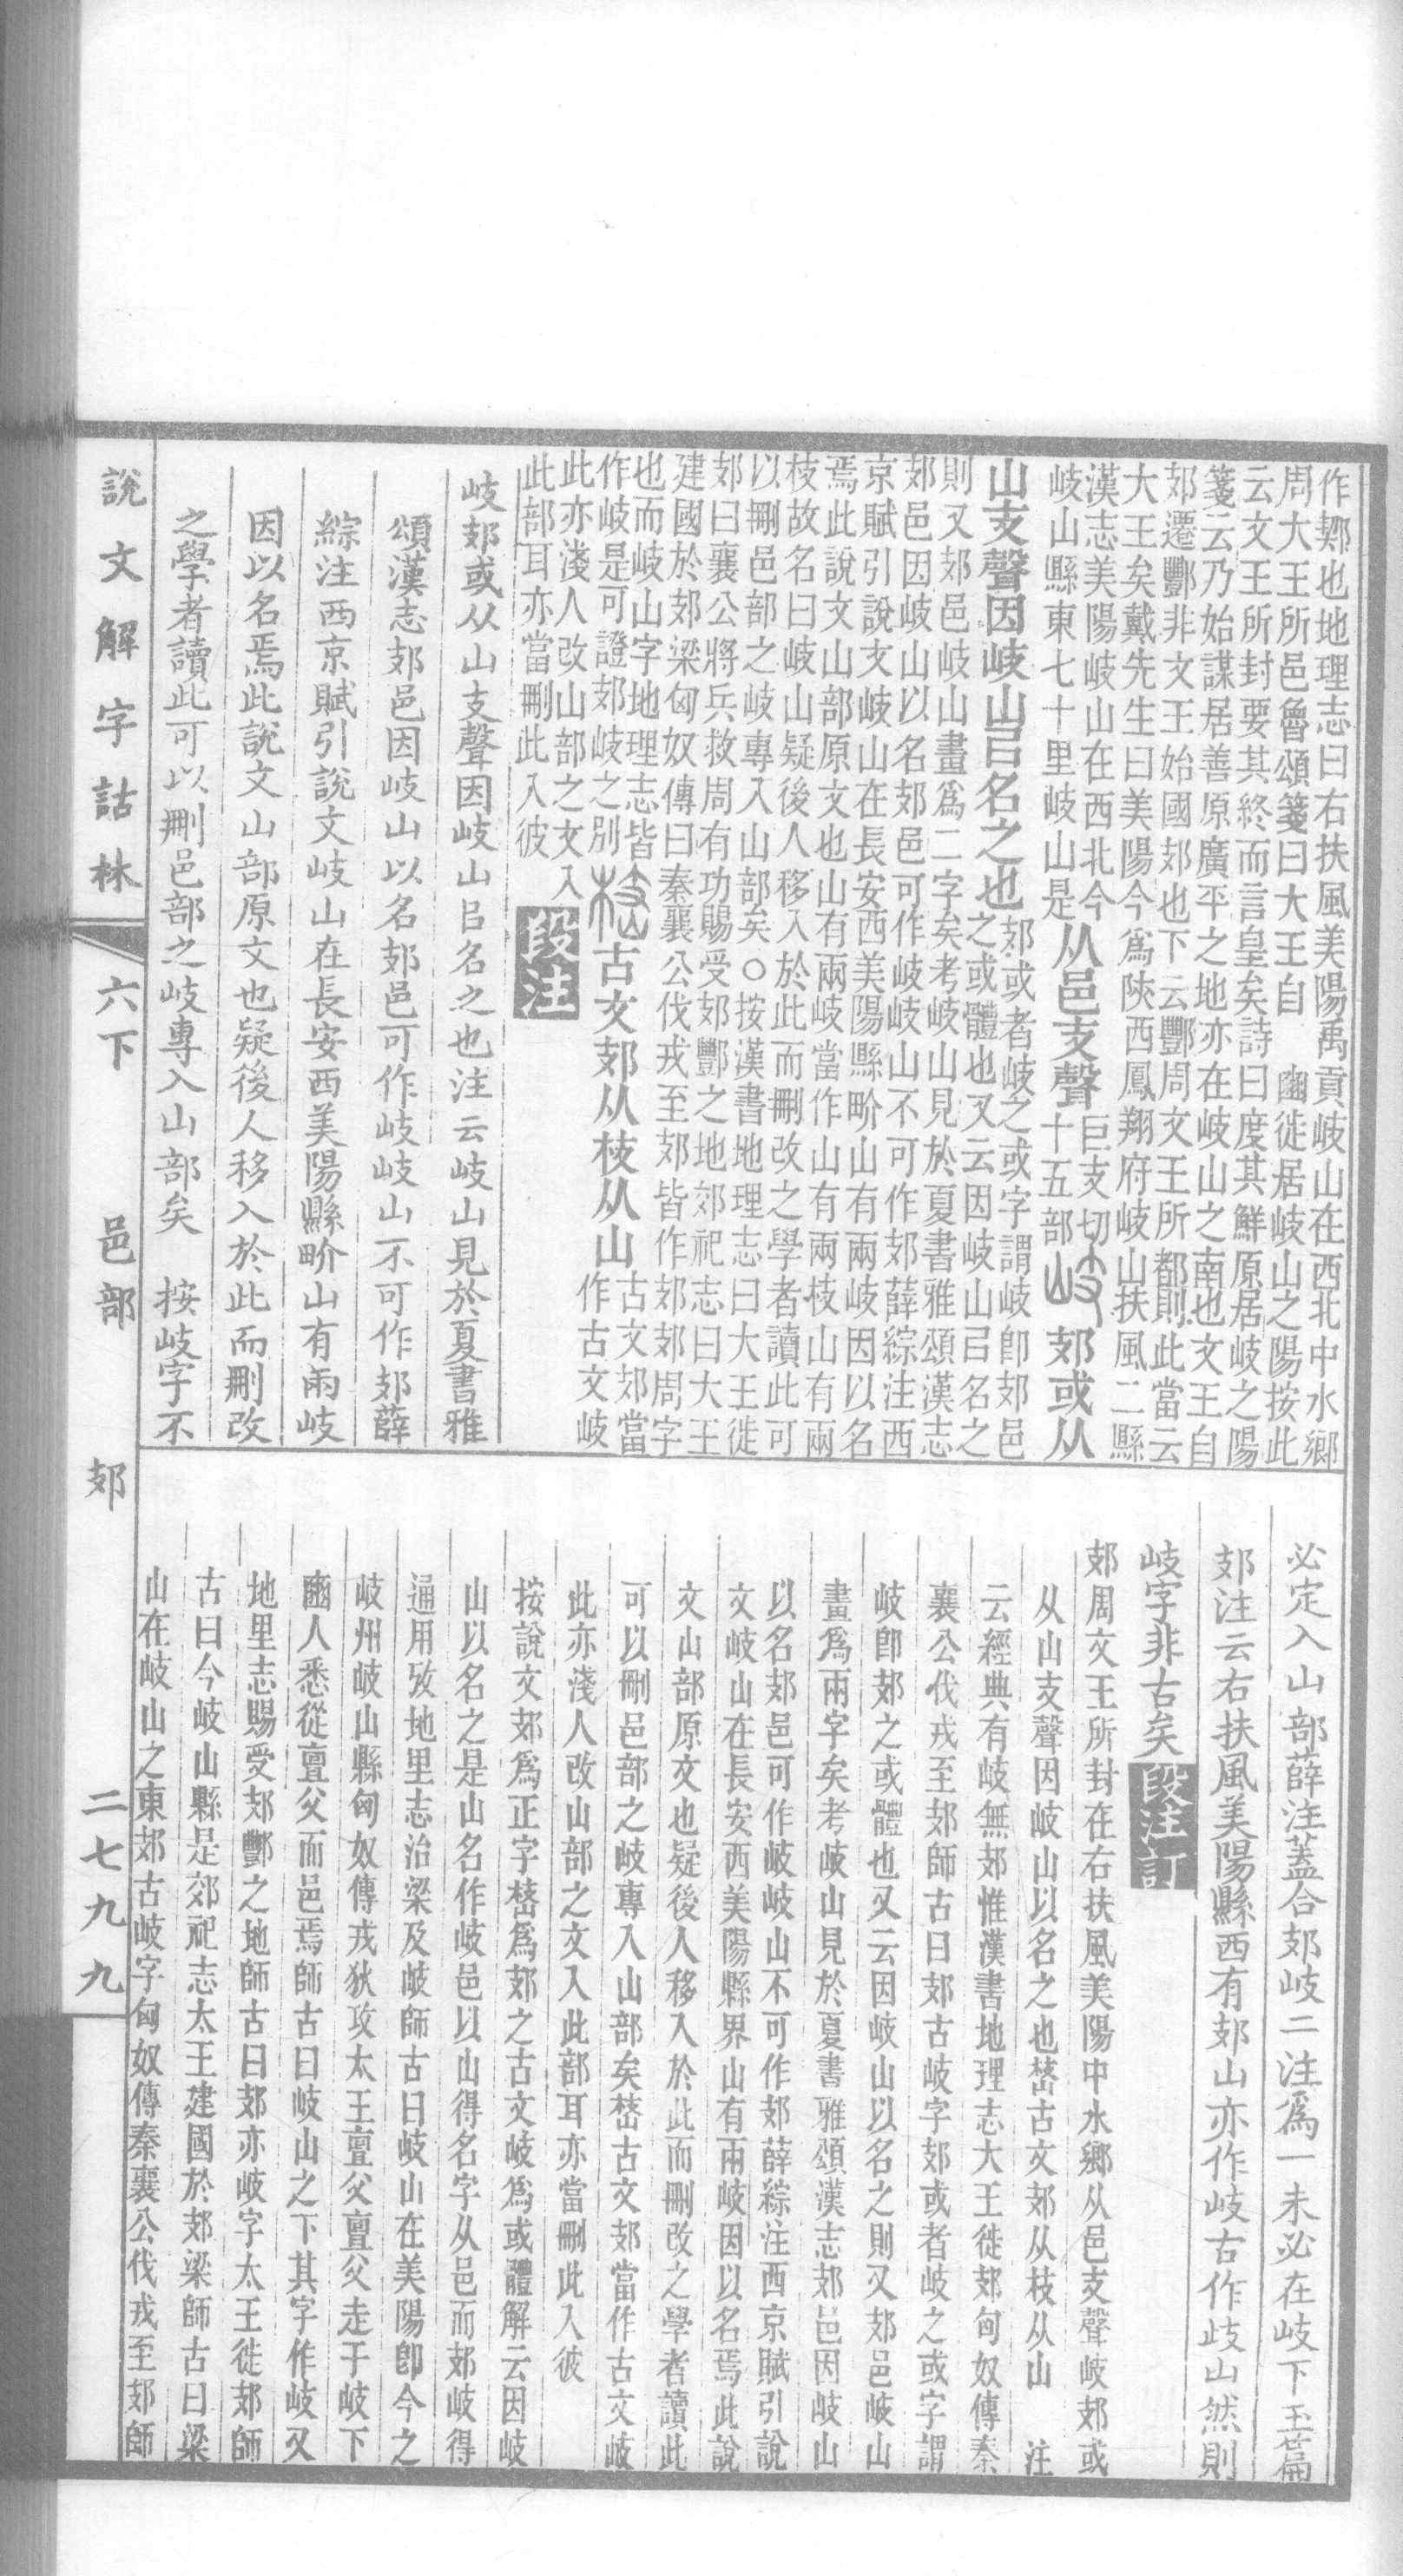 作鄈也地理志曰右扶風美陽禹貢岐山在西北中水鄉
周大王所邑魯頌箋曰大王自豳徙居岐山之陽按此
云文王所封要其終而言皇矣詩曰度其鮮原居岐之陽
箋云乃始謀居善原廣平之地亦在岐山之南也文王自
郊遷酆非文王始國郊也下云酆周文王所都則此當云
大王矣戴先生曰美陽今爲陝西鳳翔府岐山扶風二縣
漢志美陽岐山在西北今
岐山縣東七十里岐山是
从邑支聲
巨支切
十五部
郊或从
山支聲因岐山㠯名之也
郊或者岐之或字謂岐卽郊邑
之或體也又云因岐山㠯名之
則又郊邑岐山畫爲二字矣考岐山見於夏書雅頌漢志
郊邑因岐山以名郊邑可作岐岐山不可作郊薛綜注西
京賦引說文岐山在長安西美陽縣畍山有兩岐因以名
焉此說文山部原文也山有兩岐當作山有兩枝山有兩
枝故名曰岐山疑後人移入於此而刪改之學者讀此可
以刪邑部之岐專入山部矣○按漢書地理志曰大王徙
郊曰襄公將兵救周有功賜受郊酆之地郊祀志曰大王
建國於郊梁匈奴傳曰秦襄公伐戎至郊皆作郊郊周字
也而岐山字地理志皆
作岐是可證郊岐之別
古文郊从枝从山
古文郊當
作古文岐
此亦淺人改山部之文入
此部耳亦當刪此入彼
段注
岐郊或从山支聲因岐山㠯名之也注云岐山見於夏書雅
頌漢志郊邑因岐山以名郊邑可作岐岐山不可作郊薛
綜注西京賦引說文岐山在長安西美陽縣畍山有兩岐
因以名焉此說文山部原文也疑後人移入於此而刪改
之學者讀此可以刪邑部之岐專入山部矣 按岐字不
必定入山部薛注蓋合郊岐二注爲一未必在岐下玉篇
郊注云右扶風美陽縣西有郊山亦作岐古作歧山然則
岐字非古矣
段注訂
郊周文王所封在右扶風美陽中水鄉从邑支聲岐郊或
从山支聲因岐山以名之也㟚古文郊从枝从山 注
云經典有岐無郊惟漢書地理志大王徙郊匈奴傳秦
襄公伐戎至郊師古曰郊古岐字郊或者岐之或字謂
岐卽郊之或體也又云因岐山以名之則又郊邑岐山
畫爲兩字矣考岐山見於夏書雅頌漢志郊邑因岐山
以名郊邑可作岐岐山不可作郊薛綜注西京賦引說
文岐山在長安西美陽縣界山有兩岐因以名焉此說
文山部原文也疑後人移入於此而刪改之學者讀此
可以刪邑部之岐專入山部矣㟚古文郊當作古文岐
此亦淺人改山部之文入此部耳亦當刪此入彼
按說文郊爲正字㟚爲郊之古文岐爲或體解云因岐
山以名之是山名作岐邑以山得名字从邑而郊岐得
通用攷地里志治梁及岐師古曰岐山在美陽卽今之
岐州岐山縣匈奴傳戎狄攻太王亶父亶父走于岐下
豳人悉從亶父而邑焉師古曰岐山之下其字作岐又
地里志賜受郊酆之地師古曰郊亦岐字太王徙郊師
古曰今岐山縣是郊祀志太王建國於郊梁師古曰梁
山在岐山之東郊古岐字匈奴傳秦襄公伐戎至郊師
說文解字詁林 六下 邑部 郊 二七九九